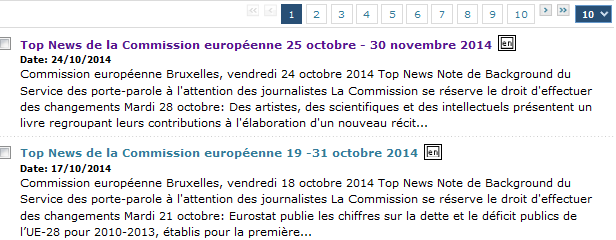 1 2 3 4 5 6 7 8 9 10 10
Top News de la Commission européenne 25 octobre - 30 novembre 2014 en
Date: 24/10/2014
Commission européenne Bruxelles, vendredi 24 octobre 2014 Top News Note de Background du
Service des porte-parole à l'attention des journalistes La Commission se réserve le droit d'effectuer
des changements Mardi 28 octobre: Des artistes, des scientifiques et des intellectuels présentent un
livre regroupant leurs contributions à l'élaboration d'un nouveau récit...
Top News de la Commission européenne 19 -31 octobre 2014 en
Date: 17/10/2014
Commission européenne Bruxelles, vendredi 18 octobre 2014 Top News Note de Background du
Service des porte-parole à l'attention des journalistes La Commission se réserve le droit d'effectuer
des changements Mardi 21 octobre: Eurostat publie les chiffres sur la dette et le déficit publics de
l’UE-28 pour 2010-2013, établis pour la première...